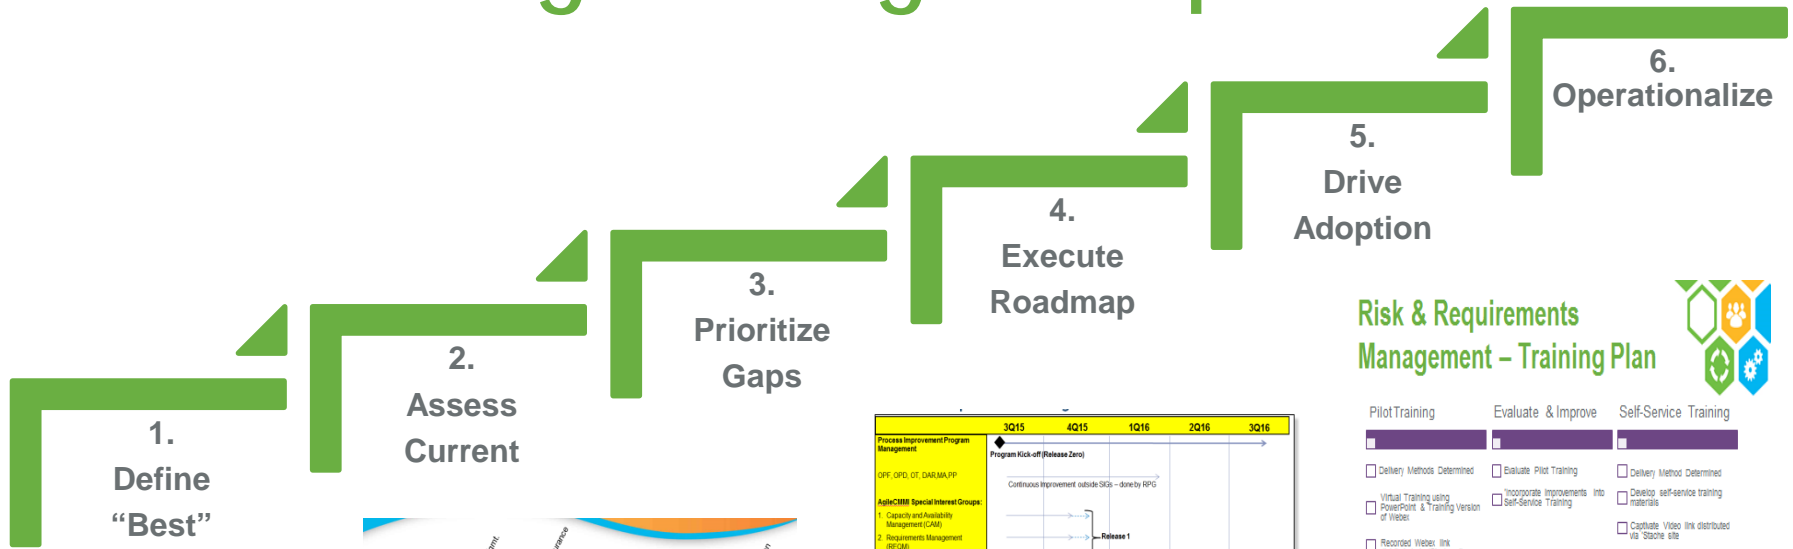 1.
Define
“Best”
2.
Assess
Current
3.
Prioritize
Gaps
4.
Execute
Roadmap
5.
Drive
Adoption
6.
Operationalize
3Q15 4Q15 1Q16 2Q16 3Q16
Process Improvement Program
Management
Program Kick-off (Release Zero)
OPF, OPD, OT, DAR,MA,PP
Continuous Improvement outside SIGs – done by RPG
AgileCMMI Special Interest Groups:
1. Capacity and Availability
Management (CAM)
2. Requirements Management
(REQM)
Release 1
Risk & Requirements
Management – Training Plan
Pilot Training
Delivery Methods Determined
Virtual Training using
PowerPoint & Training Version
of Webex
Recorded Webex link
Evaluate & Improve
Evaluate Pilot Training
Incorporate Improvements into
Self-Service Training
Self-Service Training
Delivery Method Determined
Develop self-service training
materials
Captivate Video link distributed
via 'Stache site